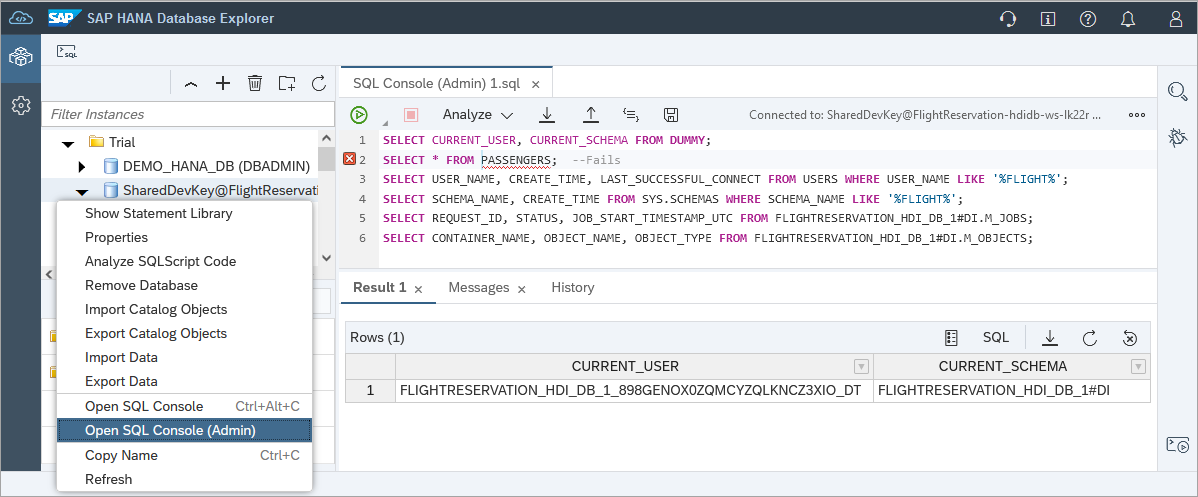 SAP SAP HANA Database Explorer
SQL
Filter Instances
Trial
DEMO_HANA_DB (DBADMIN)
SharedDevKey@FlightReservati
Show Statement Library
Properties
Analyze SQLScript Code
Remove Database
Import Catalog Objects
Export Catalog Objects
Import Data
Export Data
Open SQL Console Ctrl+Alt+C
Open SQL Console (Admin)
Copy Name Ctrl+C
Refresh
SQL Console (Admin) 1.sql
Analyze Connected to: SharedDevKey@FlightReservation-hdidb-ws-lk22r ...
1 SELECT CURRENT_USER, CURRENT_SCHEMA FROM DUMMY;
2 SELECT * FROM PASSENGERS; --Fails
3 SELECT USER_NAME, CREATE_TIME, LAST_SUCCESSFUL_CONNECT FROM USERS WHERE USER_NAME LIKE '%FLIGHT%';
4 SELECT SCHEMA_NAME, CREATE_TIME FROM SYS.SCHEMAS WHERE SCHEMA_NAME LIKE '%FLIGHT%';
5 SELECT REQUEST_ID, STATUS, JOB_START_TIMESTAMP_UTC FROM FLIGHTRESERVATION_HDI_DB_1#DI.M_JOBS;
6 SELECT CONTAINER_NAME, OBJECT_NAME, OBJECT_TYPE FROM FLIGHTRESERVATION_HDI_DB_1#DI.M_OBJECTS;
Result 1 Messages History
Rows (1) SQL
CURRENT_USER CURRENT_SCHEMA
1 FLIGHTRESERVATION_HDI_DB_1_898GENOX0ZQMCYZQLKNCZ3XIO_DT FLIGHTRESERVATION_HDI_DB_1#DI